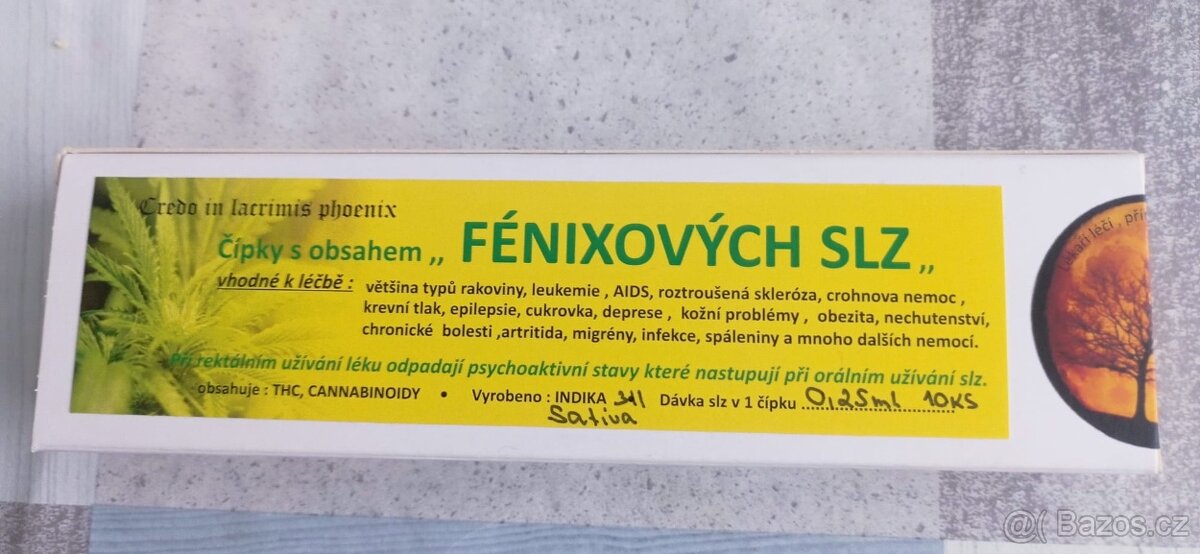 Credo in lacrimis phoenix
Čípky s obsahem ,, FÉNIXOVÝCH SLZ ,,
vhodné k léčbě : většina typů rakoviny, leukemie , AIDS, roztroušená skleróza, crohnova nemoc ,
krevní tlak, epilepsie, cukrovka, deprese , kožní problémy , obezita, nechutenství,
chronické bolesti ,artritida, migrény, infekce, spáleniny a mnoho dalších nemocí.
Při rektálním užívání léku odpadají psychoaktivní stavy které nastupují při orálním užívání slz.
obsahuje : THC, CANNABINOIDY • Vyrobeno : INDIKA Dávka slz v 1 čípku 0,25ml 10KS
Sativa
Lékaři léčí , pří
@( Bazos.cz